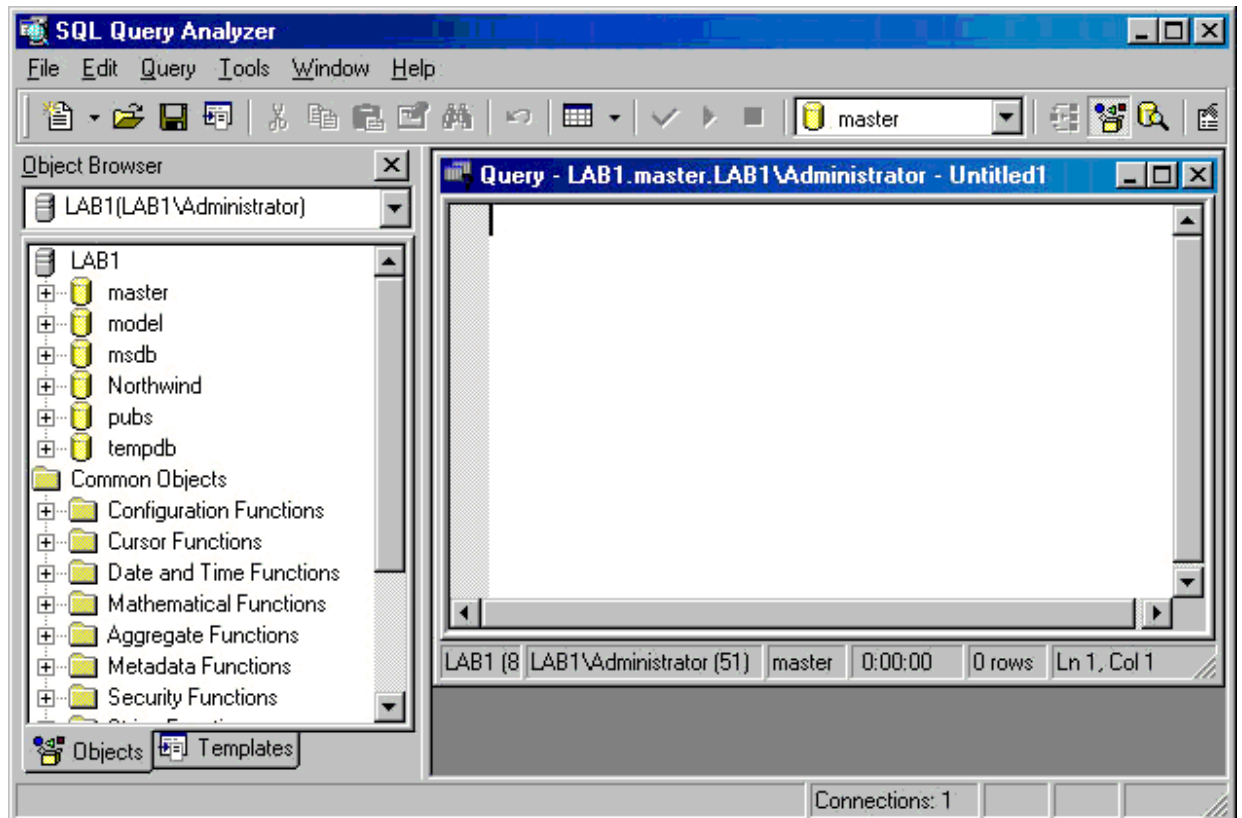 SQL Query Analyzer
File Edit Query Tools Window Help
master
Object Browser
LAB1(LAB1\Administrator)
LAB1
master
model
msdb
Northwind
pubs
tempdb
Common Objects
Configuration Functions
Cursor Functions
Date and Time Functions
Mathematical Functions
Aggregate Functions
Metadata Functions
Security Functions
Objects Templates
Query - LAB1.master.LAB1\Administrator - Untitled1
LAB1 (8 LAB1\Administrator (51) master 0:00:00 0 rows Ln 1, Col 1
Connections: 1